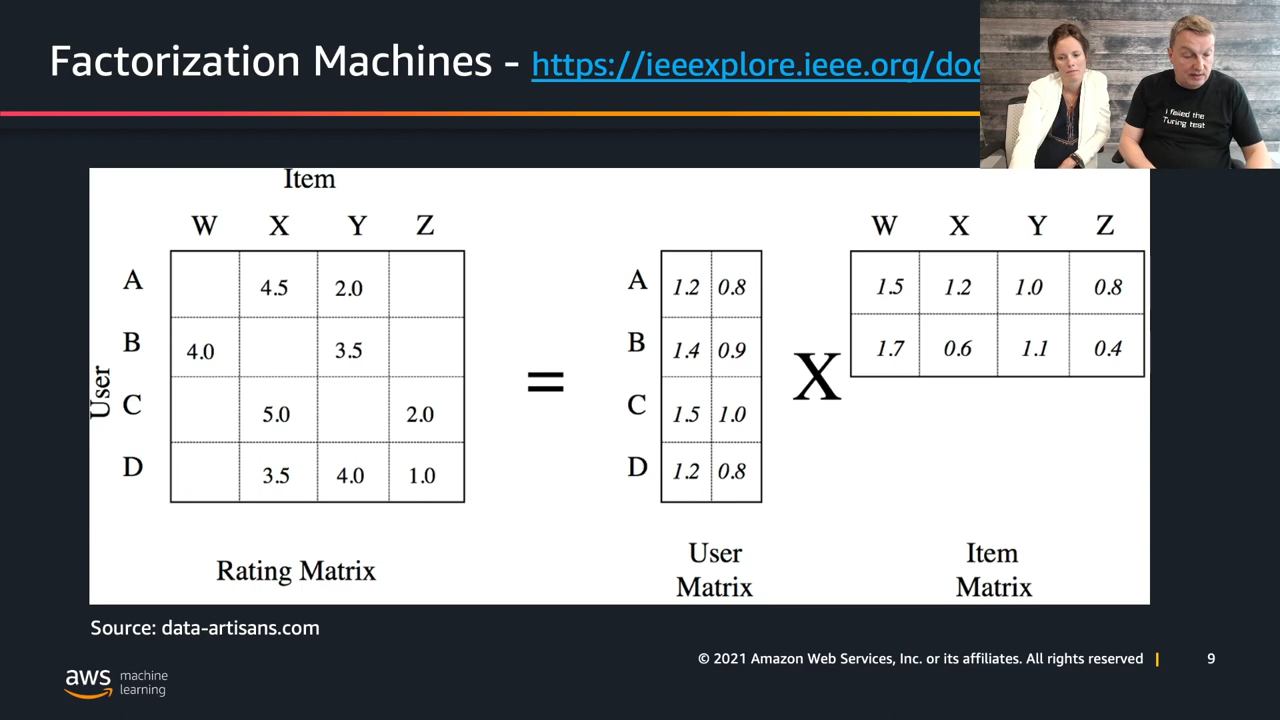 Factorization Machines - https://ieeexplore.ieee.org/doc
i failed the
Turing test
Item
W X Y Z
A 4.5 2.0
B 4.0 3.5
C 5.0 2.0
D 3.5 4.0 1.0
User
Rating Matrix
=
A 1.2 0.8
B 1.4 0.9
C 1.5 1.0
D 1.2 0.8
User
Matrix
X
W X Y Z
1.5 1.2 1.0 0.8
1.7 0.6 1.1 0.4
Item
Matrix
Source: data-artisans.com
aws machine
learning
© 2021 Amazon Web Services, Inc. or its affiliates. All rights reserved | 9